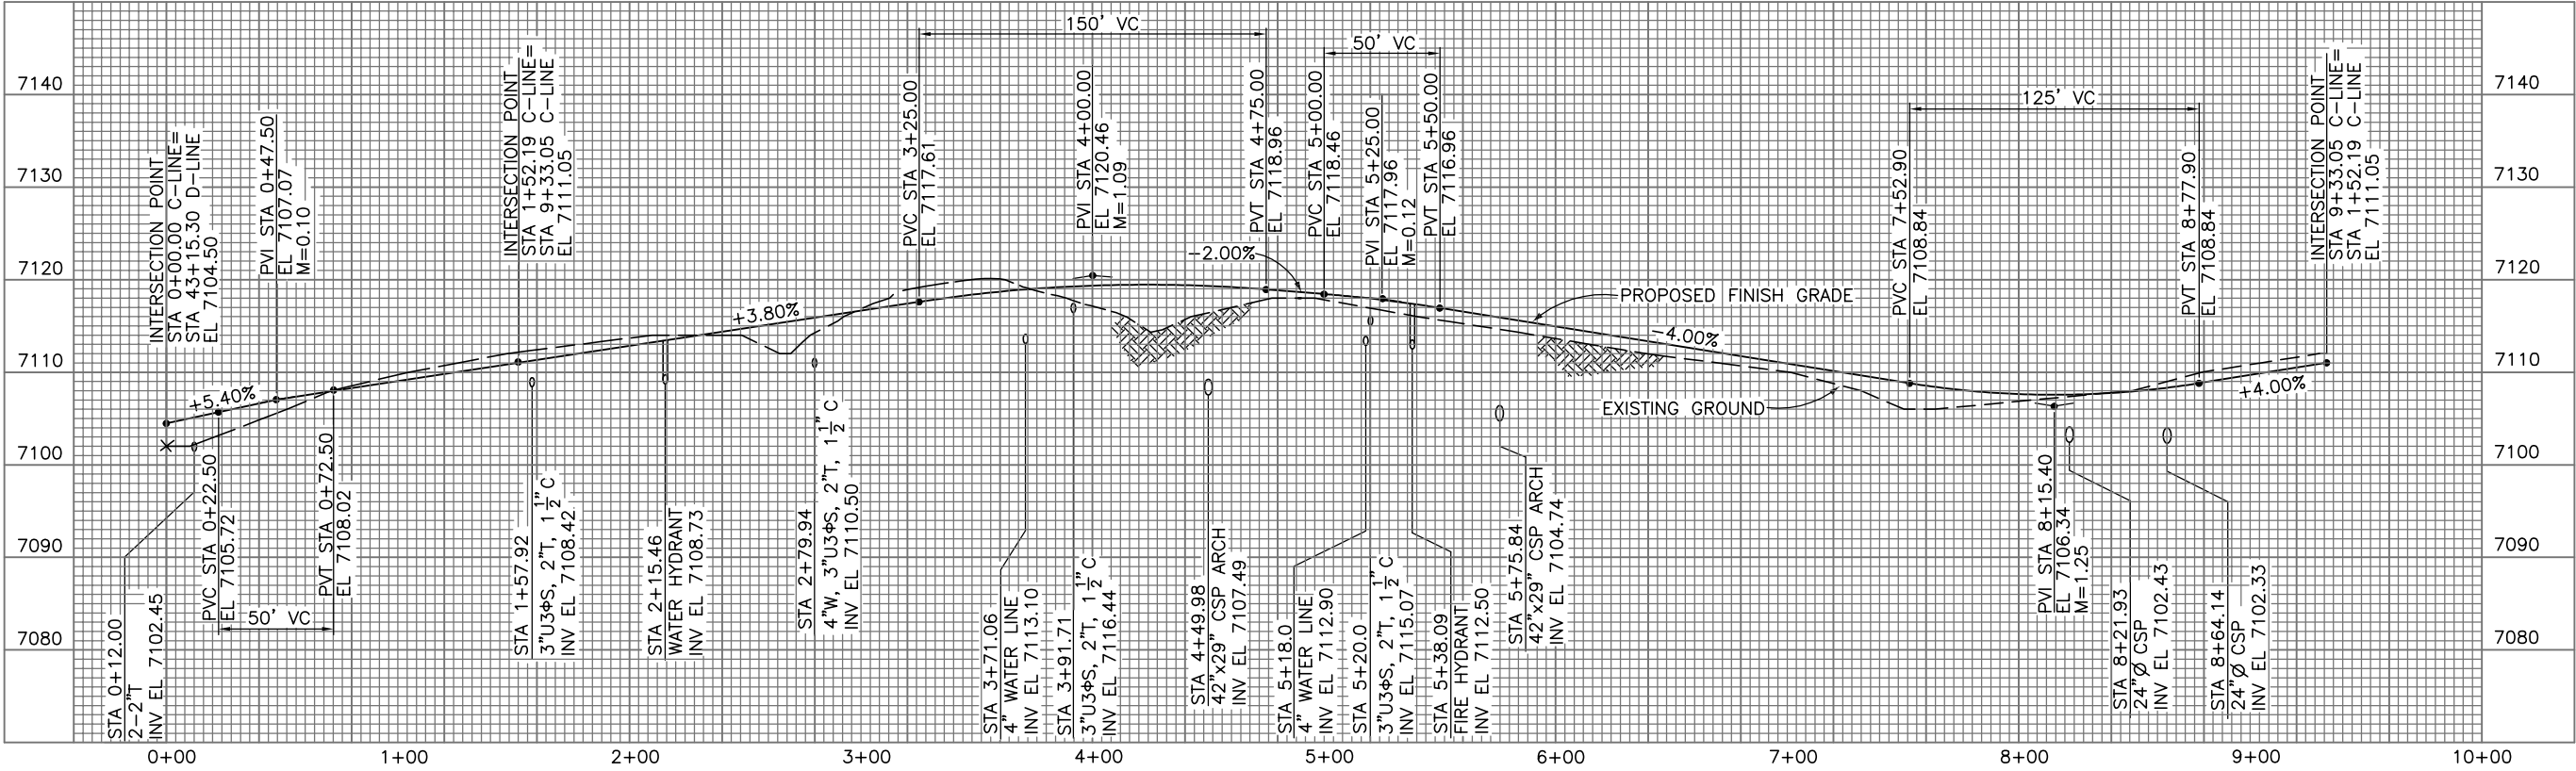 150' VC
50' VC
125' VC
7140
7130
7120
7110
7100
7090
7080
INTERSECTION POINT
STA 0+00.00 C-LINE=
STA 43+15.30 D-LINE
EL 7104.50
PVI STA 0+47.50
EL 7107.07
M=0.10
INTERSECTION POINT
STA 1+52.19 C-LINE=
STA 9+33.05 C-LINE
EL 7111.05
PVC STA 3+25.00
EL 7117.61
PVI STA 4+00.00
EL 7120.46
M=1.09
PVT STA 4+75.00
EL 7118.96
PVC STA 5+00.00
EL 7118.46
PVI STA 5+25.00
EL 7117.96
M=0.12
PVT STA 5+50.00
EL 7116.96
PVC STA 7+52.90
EL 7108.84
PVT STA 8+77.90
EL 7108.84
INTERSECTION POINT
STA 9+33.05 C-LINE=
STA 1+52.19 C-LINE
EL 7111.05
7140
7130
7120
7110
7100
7090
7080
+5.40%
+3.80%
-2.00%
PROPOSED FINISH GRADE
-4.00%
EXISTING GROUND
+4.00%
STA 0+12.00
2-2"T
INV EL 7102.45
PVC STA 0+22.50
EL 7105.72
50' VC
PVT STA 0+72.50
EL 7108.02
STA 1+57.92
3"U3ΦS, 2"T, 1 1/2" C
INV EL 7108.42
STA 2+15.46
WATER HYDRANT
INV EL 7108.73
STA 2+79.94
4"W, 3"U3ΦS, 2"T, 1 1/2" C
INV EL 7110.50
STA 3+71.06
4" WATER LINE
INV EL 7113.10
STA 3+91.71
3"U3ΦS, 2"T, 1 1/2" C
INV EL 7116.44
STA 4+49.98
42"x29" CSP ARCH
INV EL 7107.49
STA 5+18.0
4" WATER LINE
INV EL 7112.90
STA 5+20.0
3"U3ΦS, 2"T, 1 1/2" C
INV EL 7115.07
STA 5+38.09
FIRE HYDRANT
INV EL 7112.50
STA 5+75.84
42"x29" CSP ARCH
INV EL 7104.74
PVI STA 8+15.40
EL 7106.34
M=1.25
STA 8+21.93
24"Ø CSP
INV EL 7102.43
STA 8+64.14
24"Ø CSP
INV EL 7102.33
0+00
1+00
2+00
3+00
4+00
5+00
6+00
7+00
8+00
9+00
10+00